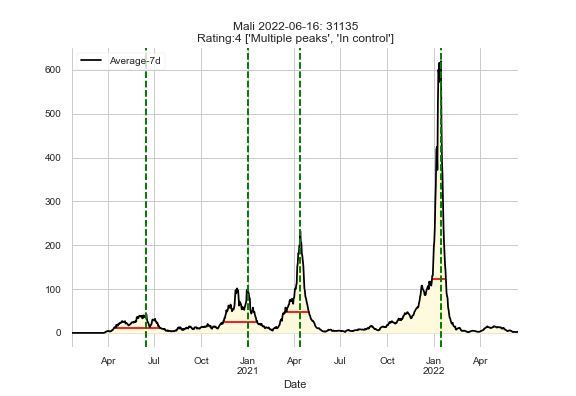 Mali 2022-06-16: 31135
Rating:4 ['Multiple peaks', 'In control']
Average-7d
600
500
400
300
200
100
0
Apr Jul Oct Jan Apr Jul Oct Jan Apr
2021 2022
Date